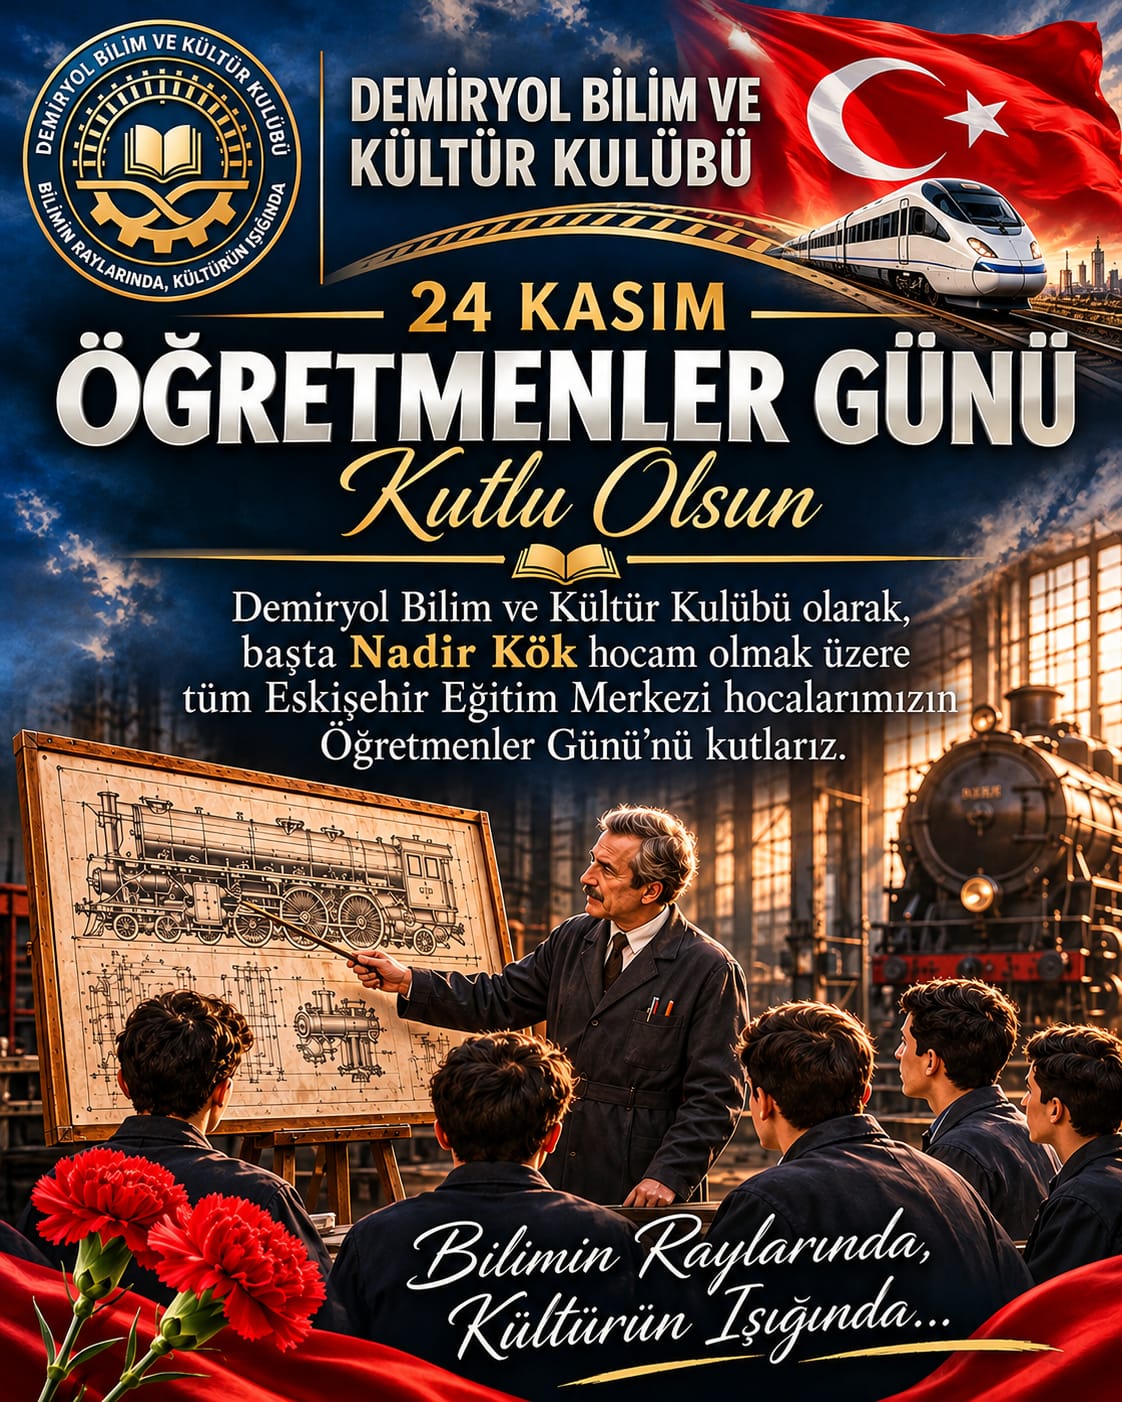 DEMİRYOL BİLİM VE KÜLTÜR KULÜBÜ
BİLİMİN RAYLARINDA, KÜLTÜRÜN IŞIĞINDA
DEMİRYOL BİLİM VE
KÜLTÜR KULÜBÜ
24 KASIM
ÖĞRETMENLER GÜNÜ
Kutlu Olsun
Demiryol Bilim ve Kültür Kulübü olarak,
başta Nadir Kök hocam olmak üzere
tüm Eskişehir Eğitim Merkezi hocalarımızın
Öğretmenler Günü’nü kutlarız.
Bilimin Raylarında,
Kültürün Işığında...